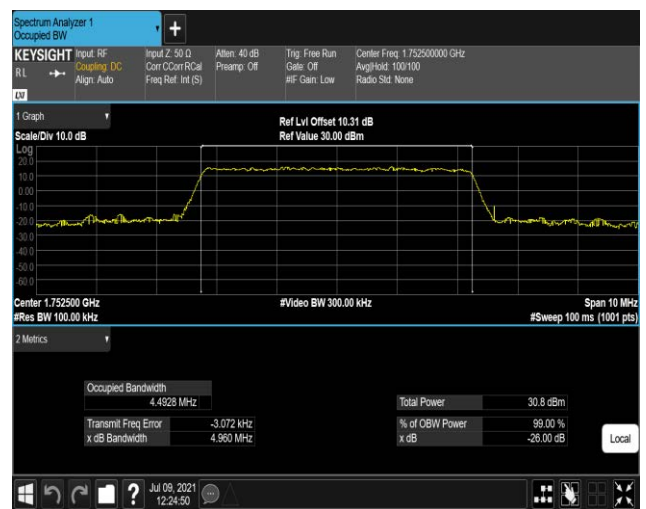 Spectrum Analyzer 1
Occupied BW
+
KEYSIGHT Input: RF Input Z: 50 Ω Atten: 40 dB Trig: Free Run Center Freq: 1.752500000 GHz
RL Coupling: DC Corr CCorr RCal Preamp: Off Gate: Off Avg|Hold: 100/100
Align: Auto Freq Ref: Int (S) #IF Gain: Low Radio Std: None
LXI
1 Graph
Ref Lvl Offset 10.31 dB
Scale/Div 10.0 dB Ref Value 30.00 dBm
Log
20.0
10.0
0.00
-10.0
-20.0
-30.0
-40.0
-50.0
-60.0
Center 1.752500 GHz #Video BW 300.00 kHz Span 10 MHz
#Res BW 100.00 kHz #Sweep 100 ms (1001 pts)
2 Metrics
Occupied Bandwidth
4.4928 MHz Total Power 30.8 dBm
Transmit Freq Error -3.072 kHz % of OBW Power 99.00 %
x dB Bandwidth 4.960 MHz x dB -26.00 dB
Local
? Jul 09, 2021
12:24:50